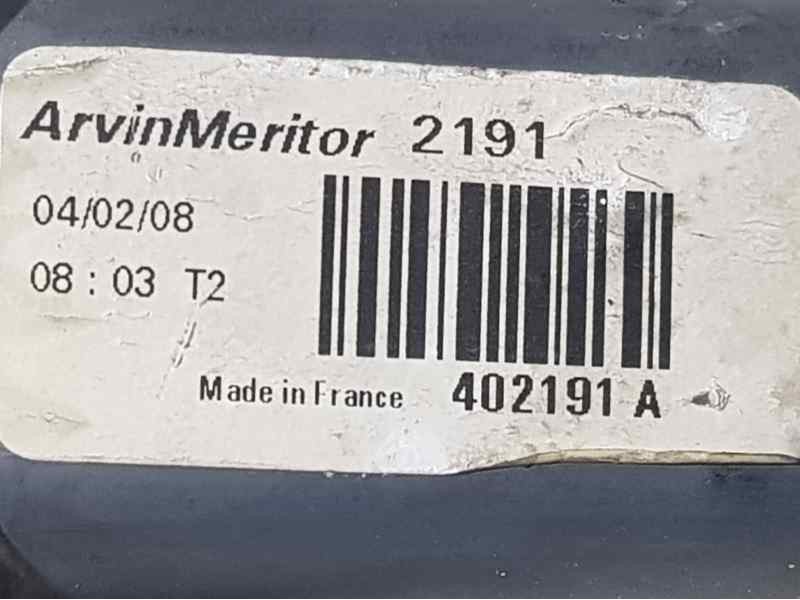 ArvinMeritor 2191
04/02/08
08 : 03 T2
Made in France 402191 A